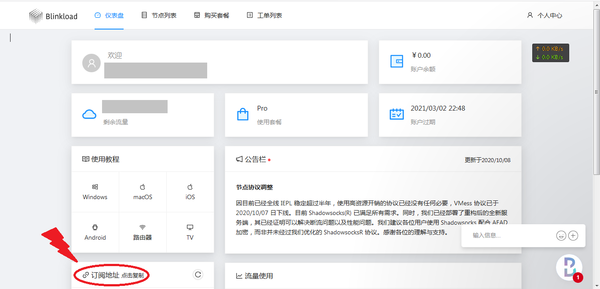 Blinkload
仪表盘
节点列表
购买套餐
工单列表
个人中心
欢迎
¥0.00
账户余额
↑ 0.0 KB/s
↓ 0.0 KB/s
剩余流量
Pro
使用套餐
2021/03/02 22:48
账户过期
使用教程
Windows
macOS
iOS
Android
路由器
TV
公告栏
更新于2020/10/08
节点协议调整
因目前已经全线 IEPL 稳定超过半年，使用高资源开销的协议已经没有任何必要，VMess 协议已于
2020/10/07 日下线。目前 Shadowsocks(R) 已满足所有需求。同时，我们已经部署了重构后的全新服
务端，其已经证明可以解决断流问题以及性能问题。我们建议各位用户使用 Shadowsocks 配合 AEAD
加密，而非并未经过我们优化的 ShadowsocksR 协议。感谢各位的理解与支持。
输入信息...
订阅地址 点击复制
流量使用
1